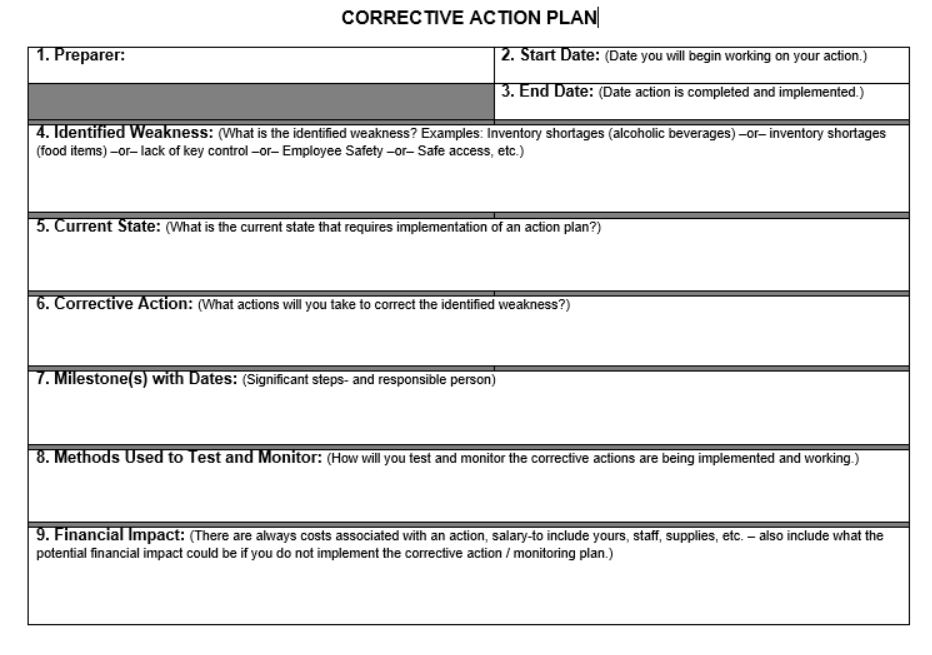 CORRECTIVE ACTION PLAN
1. Preparer:
2. Start Date: (Date you will begin working on your action.)
3. End Date: (Date action is completed and implemented.)
4. Identified Weakness: (What is the identified weakness? Examples: Inventory shortages (alcoholic beverages) –or– inventory shortages
(food items) –or– lack of key control –or– Employee Safety –or– Safe access, etc.)
5. Current State: (What is the current state that requires implementation of an action plan?)
6. Corrective Action: (What actions will you take to correct the identified weakness?)
7. Milestone(s) with Dates: (Significant steps- and responsible person)
8. Methods Used to Test and Monitor: (How will you test and monitor the corrective actions are being implemented and working.)
9. Financial Impact: (There are always costs associated with an action, salary-to include yours, staff, supplies, etc. – also include what the
potential financial impact could be if you do not implement the corrective action / monitoring plan.)